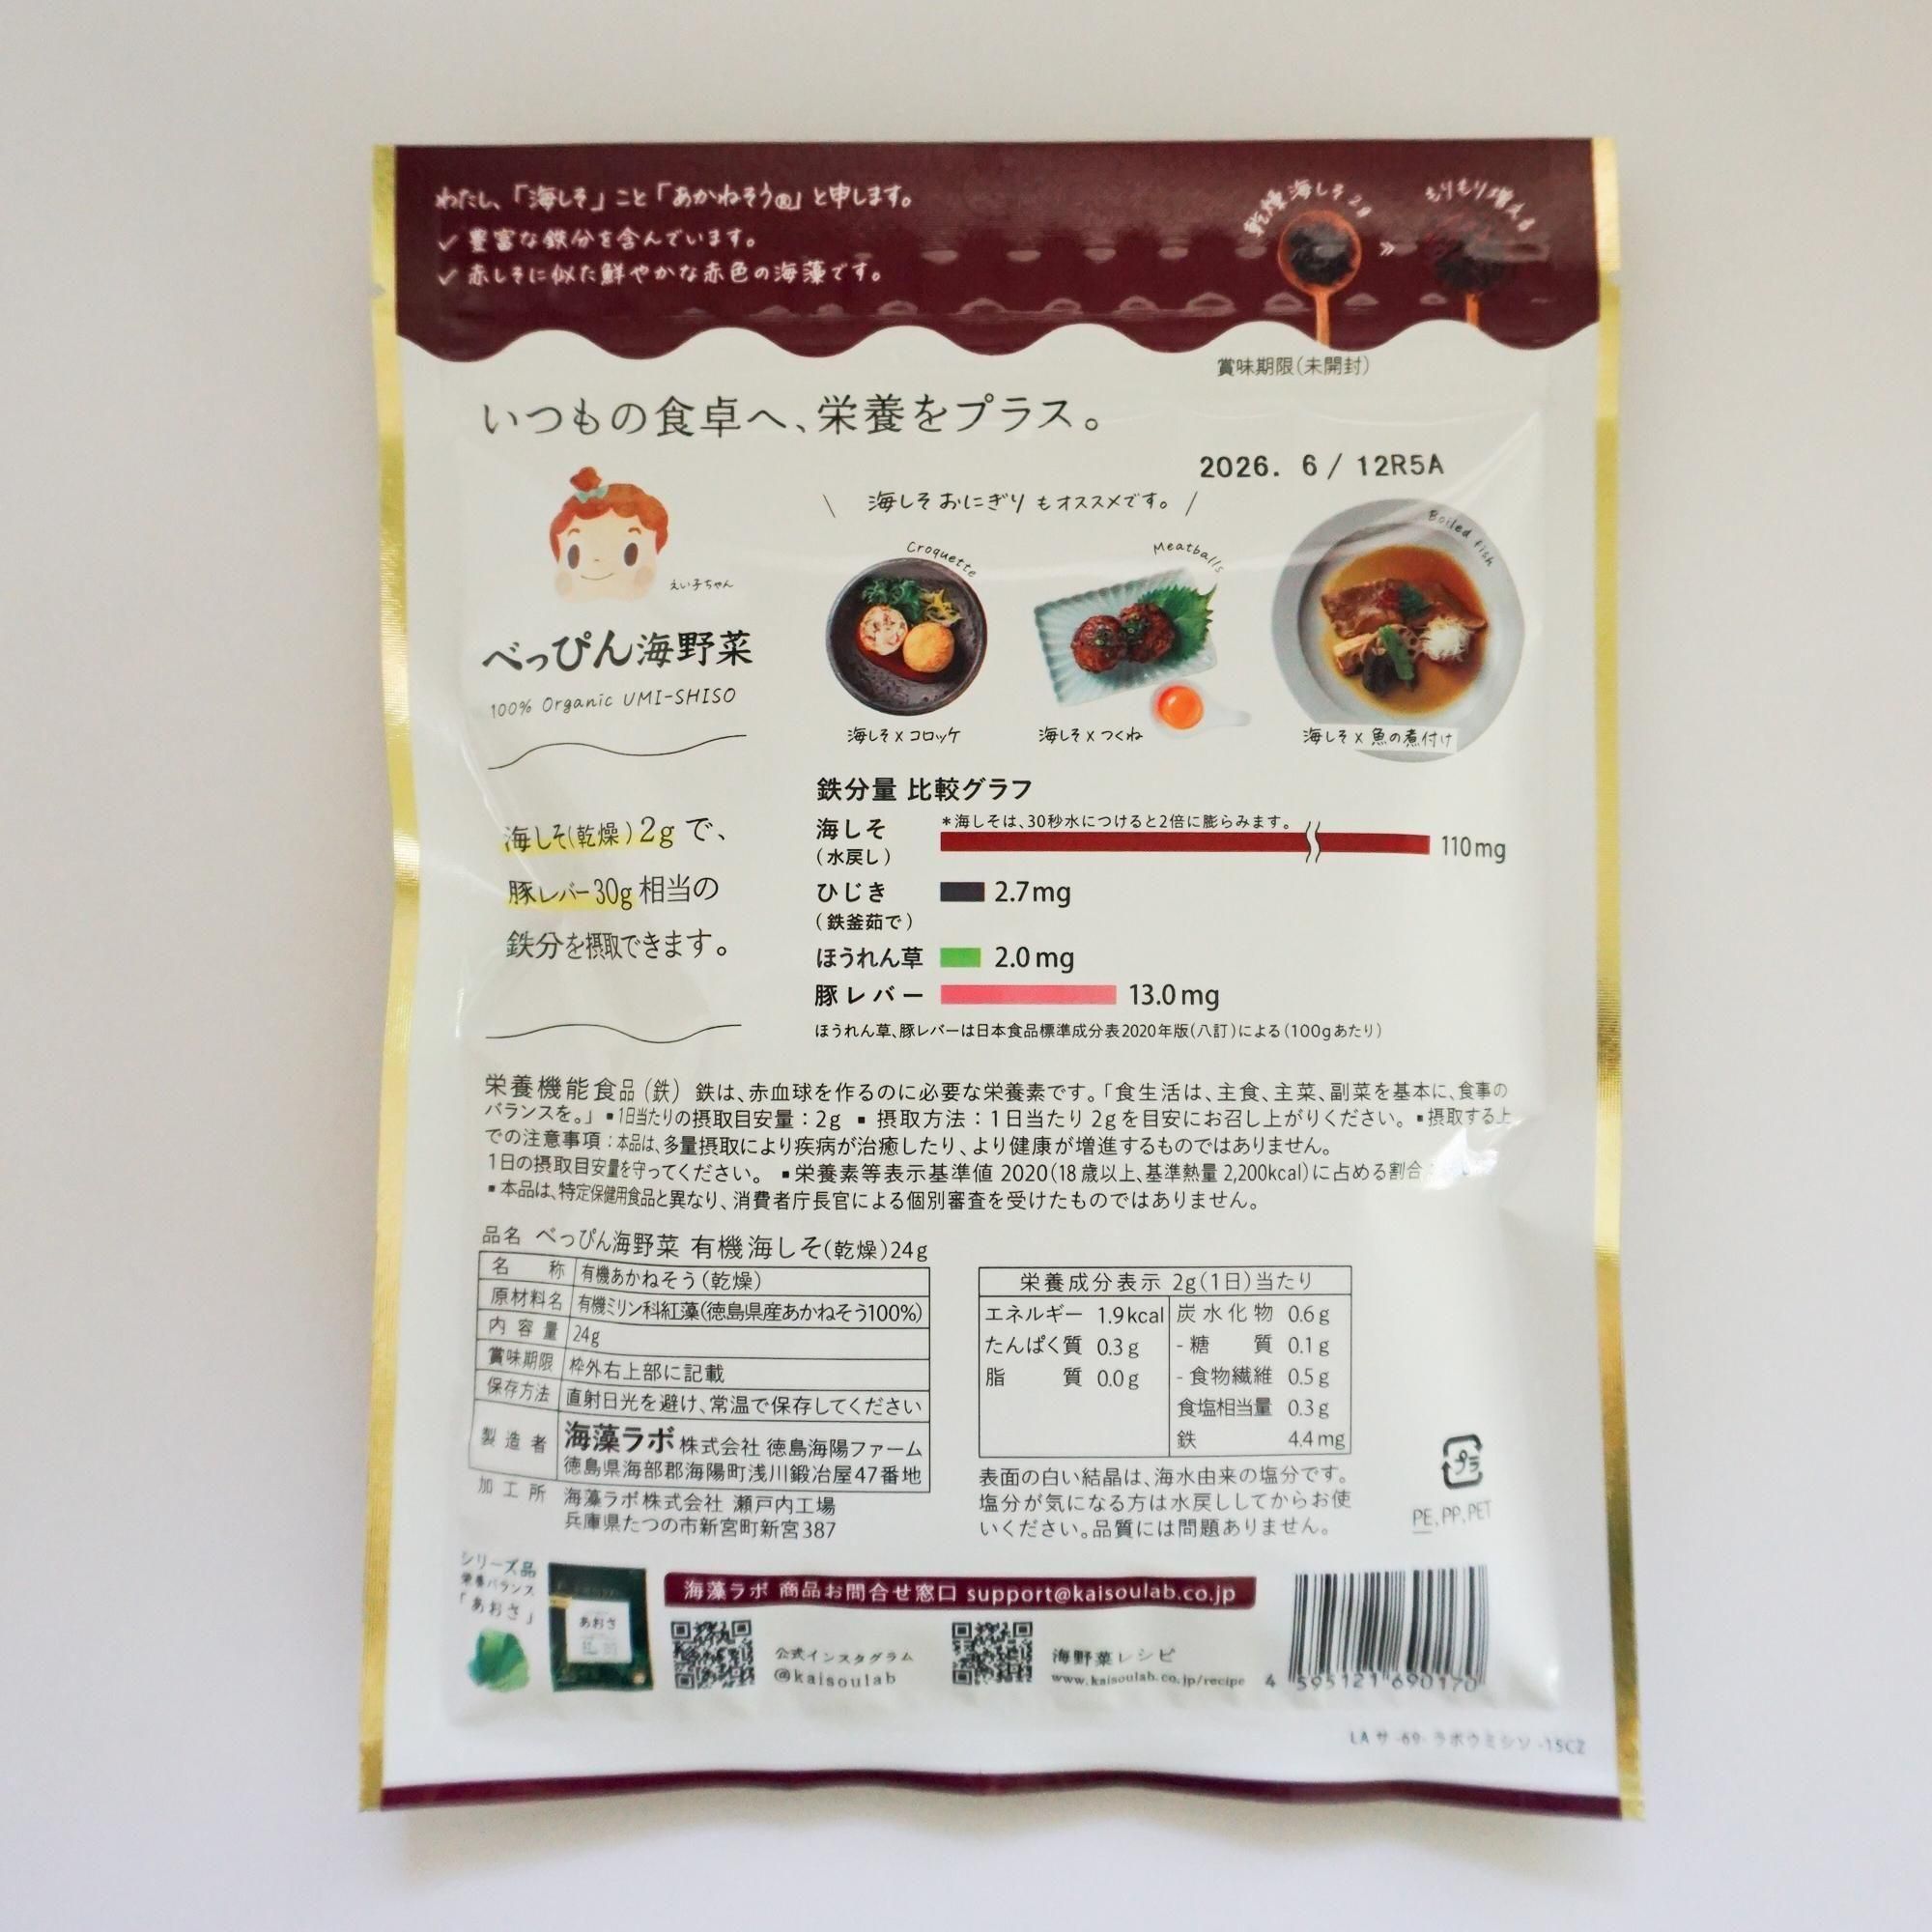 わたし、「海しそ」こと「あかねそう®」と申します。
✓ 豊富な鉄分を含んでいます。
✓ 赤しそに似た鮮やかな赤色の海藻です。
乾燥海しそ2g
»
もりもり増える
賞味期限(未開封)
2026. 6 / 12R5A
いつもの食卓へ、栄養をプラス。
えい子ちゃん
べっぴん海野菜
100% Organic UMI-SHISO
\ 海しそおにぎりもオススメです。 /
Croquette
Meatballs
Boiled fish
海しそ x コロッケ
海しそ x つくね
海しそ x 魚の煮付け
海しそ(乾燥)2g で、
豚レバー30g 相当の
鉄分を摂取できます。
鉄分量 比較グラフ
*海しそは、30秒水につけると2倍に膨らみます。
海しそ
(水戻し)
110mg
ひじき 2.7mg
(鉄釜茹で)
ほうれん草 2.0mg
豚レバー 13.0mg
ほうれん草、豚レバーは日本食品標準成分表2020年版(八訂)による(100gあたり)
栄養機能食品(鉄) 鉄は、赤血球を作るのに必要な栄養素です。「食生活は、主食、主菜、副菜を基本に、食事の
バランスを。」▪1日当たりの摂取目安量:2g ▪摂取方法:1日当たり2gを目安にお召し上がりください。▪摂取する上
での注意事項:本品は、多量摂取により疾病が治癒したり、より健康が増進するものではありません。
1日の摂取目安量を守ってください。 ▪栄養素等表示基準値 2020(18歳以上、基準熱量 2,200kcal)に占める割合
▪本品は、特定保健用食品と異なり、消費者庁長官による個別審査を受けたものではありません。
品名 べっぴん海野菜 有機海しそ(乾燥)24g
名称 有機あかねそう(乾燥)
原材料名 有機ミリン科紅藻(徳島県産あかねそう100%)
内容量 24g
賞味期限 枠外右上部に記載
保存方法 直射日光を避け、常温で保存してください
製造者 海藻ラボ株式会社 徳島海陽ファーム
徳島県海部郡海陽町浅川鍛冶屋47番地
加工所 海藻ラボ株式会社 瀬戸内工場
兵庫県たつの市新宮町新宮387
栄養成分表示 2g(1日)当たり
エネルギー 1.9kcal 炭水化物 0.6g
たんぱく質 0.3g -糖質 0.1g
脂質 0.0g -食物繊維 0.5g
食塩相当量 0.3g
鉄 4.4mg
表面の白い結晶は、海水由来の塩分です。
塩分が気になる方は水戻ししてからお使
いください。品質には問題ありません。
プラ
PE,PP,PET
シリーズ品
栄養バランス
「あおさ」
あおさ
海藻ラボ 商品お問合せ窓口 support@kaisoulab.co.jp
公式インスタグラム
@kaisoulab
海野菜レシピ
www.kaisoulab.co.jp/recipe
4 595121 690170
LA サ -69- ラボウミシソ -15CZ